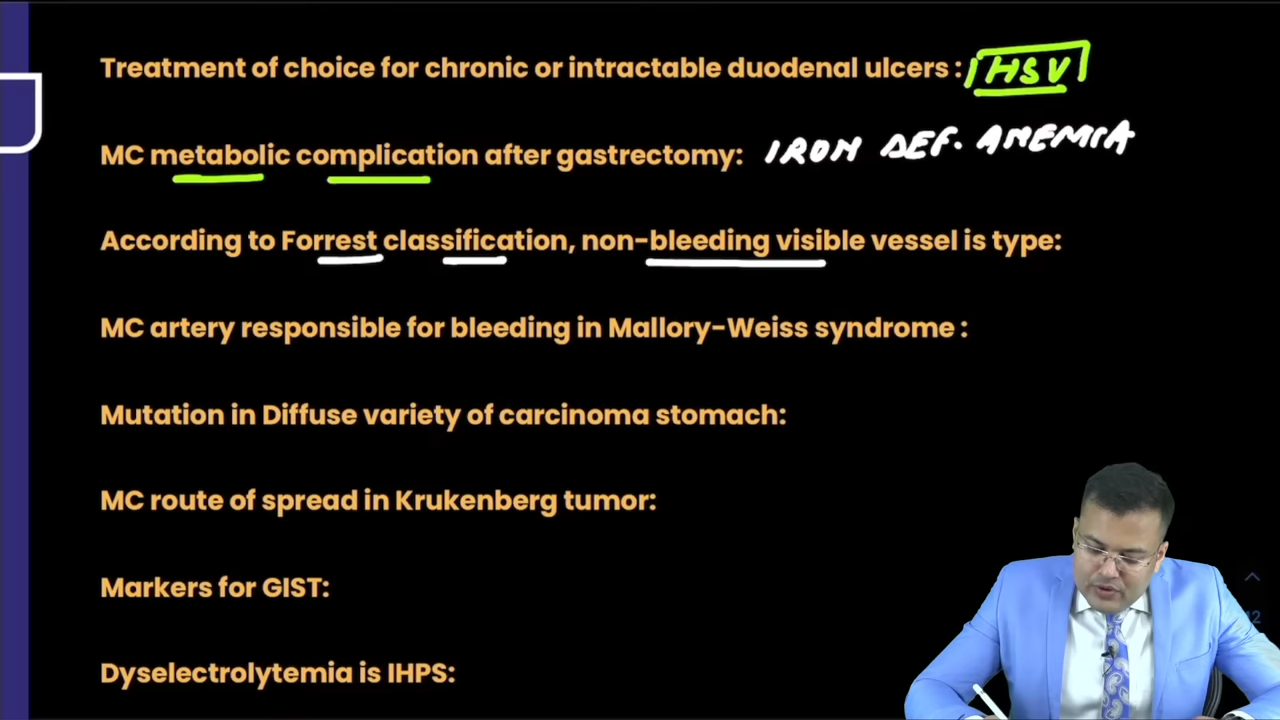 Treatment of choice for chronic or intractable duodenal ulcers : HSV
MC metabolic complication after gastrectomy: IRON DEF. ANEMIA
According to Forrest classification, non-bleeding visible vessel is type:
MC artery responsible for bleeding in Mallory-Weiss syndrome :
Mutation in Diffuse variety of carcinoma stomach:
MC route of spread in Krukenberg tumor:
Markers for GIST:
Dyselectrolytemia is IHPS: